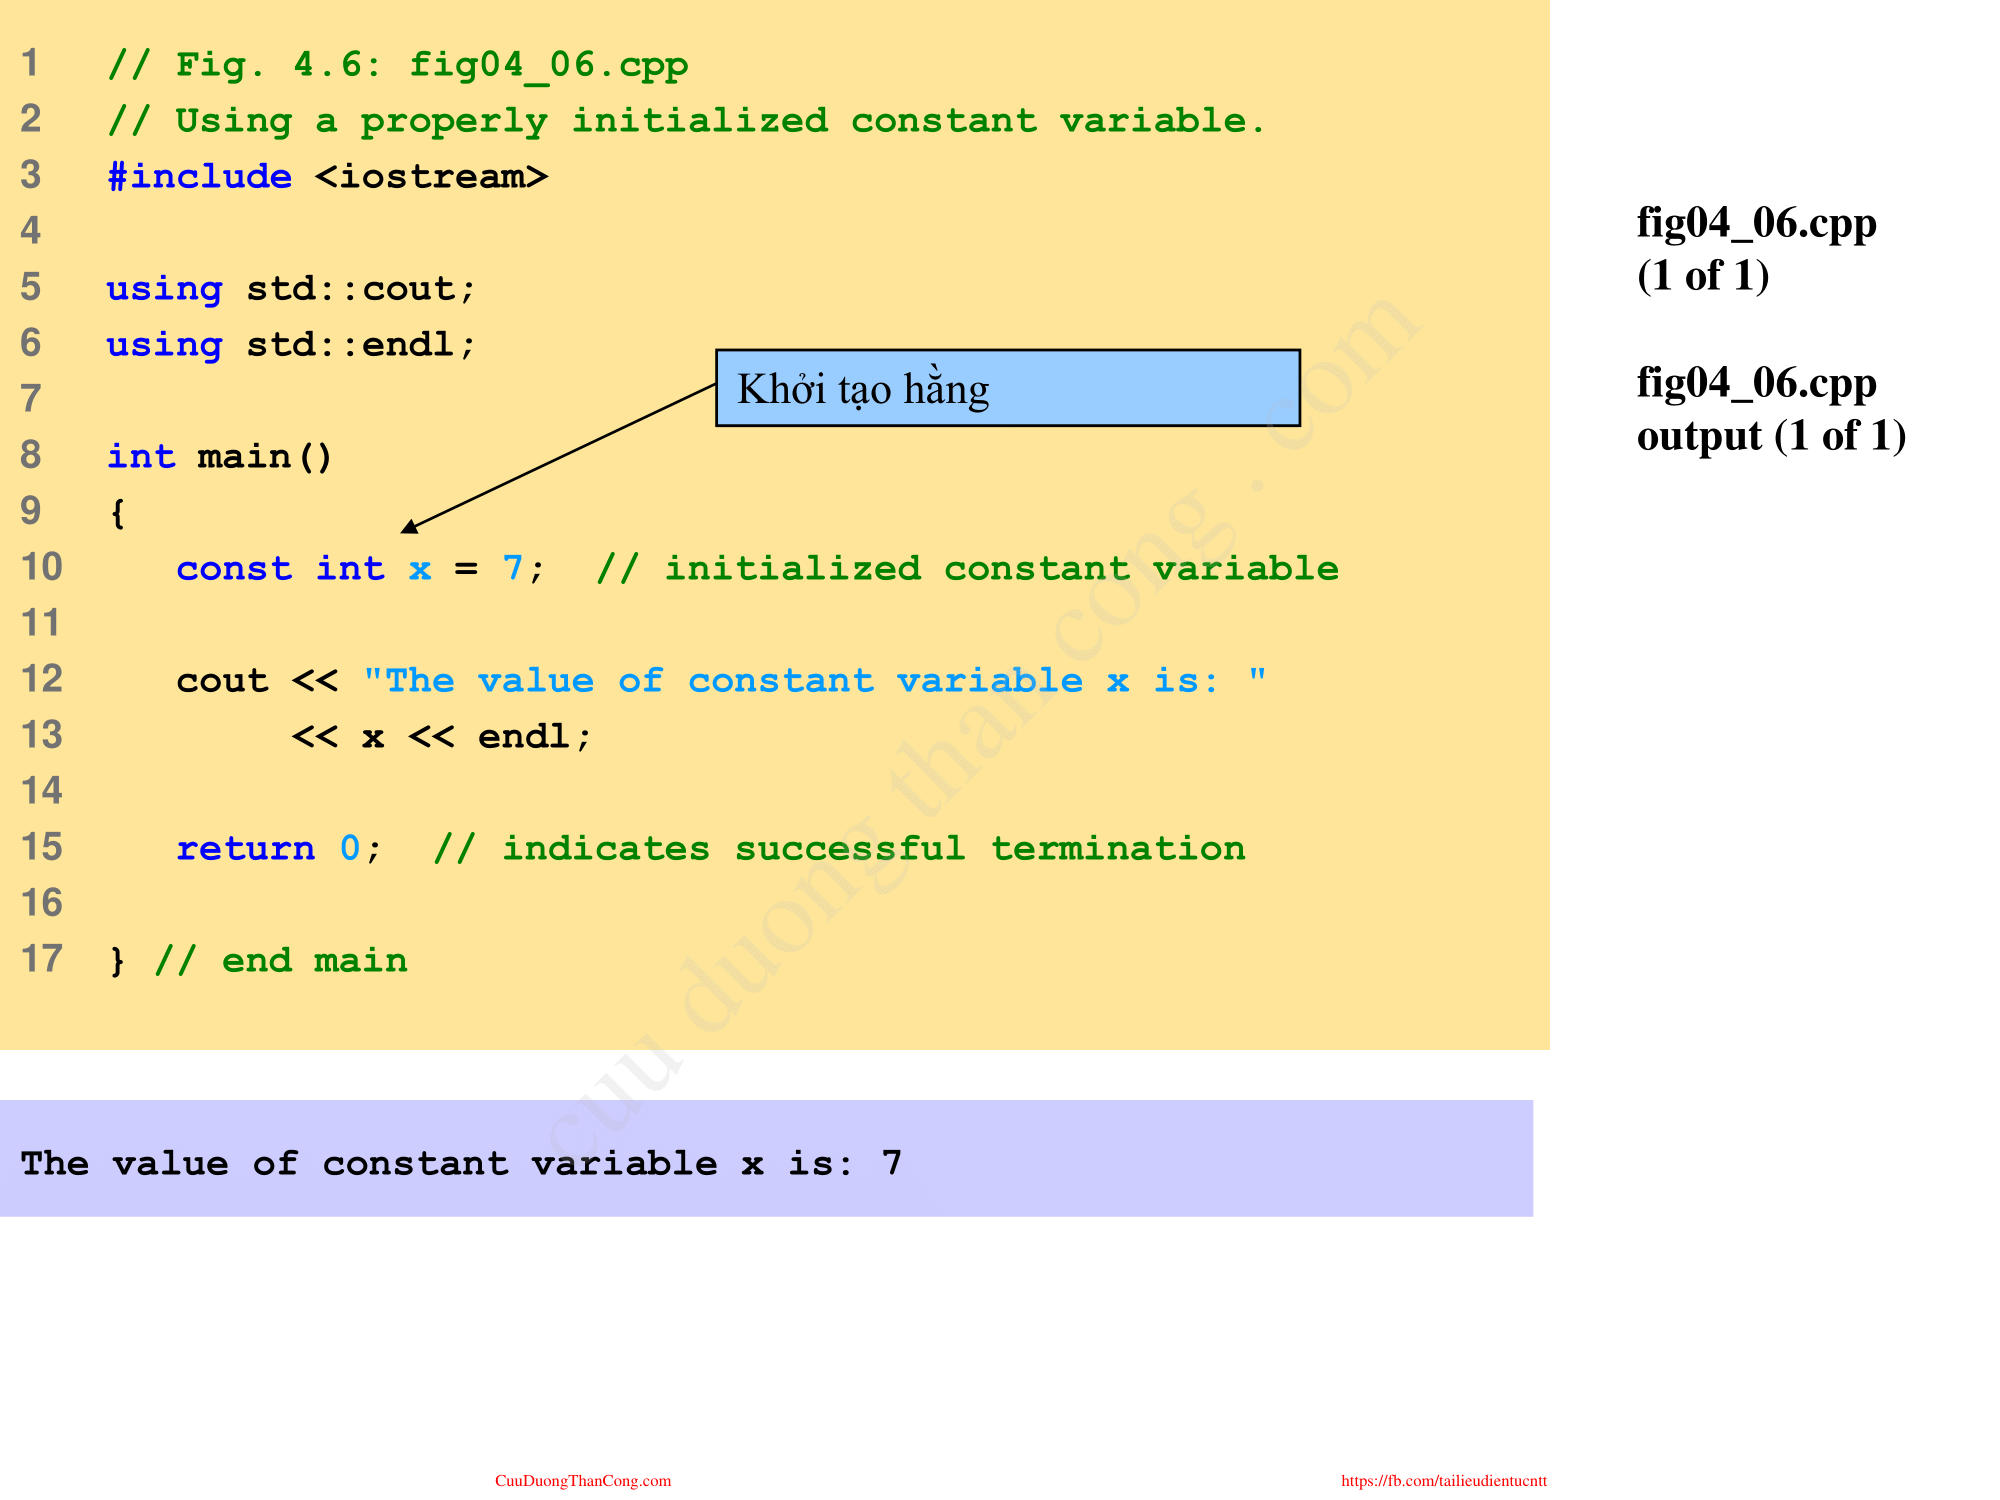 1 // Fig. 4.6: fig04_06.cpp
2 // Using a properly initialized constant variable.
3 #include <iostream>
4
5 using std::cout;
6 using std::endl;
7
8 int main()
9 {
10 const int x = 7; // initialized constant variable
11
12 cout << "The value of constant variable x is: "
13 << x << endl;
14
15 return 0; // indicates successful termination
16
17 } // end main
Khởi tạo hằng
fig04_06.cpp
(1 of 1)
fig04_06.cpp
output (1 of 1)
The value of constant variable x is: 7
cuu duong than cong . com
CuuDuongThanCong.com
https://fb.com/tailieudientucntt